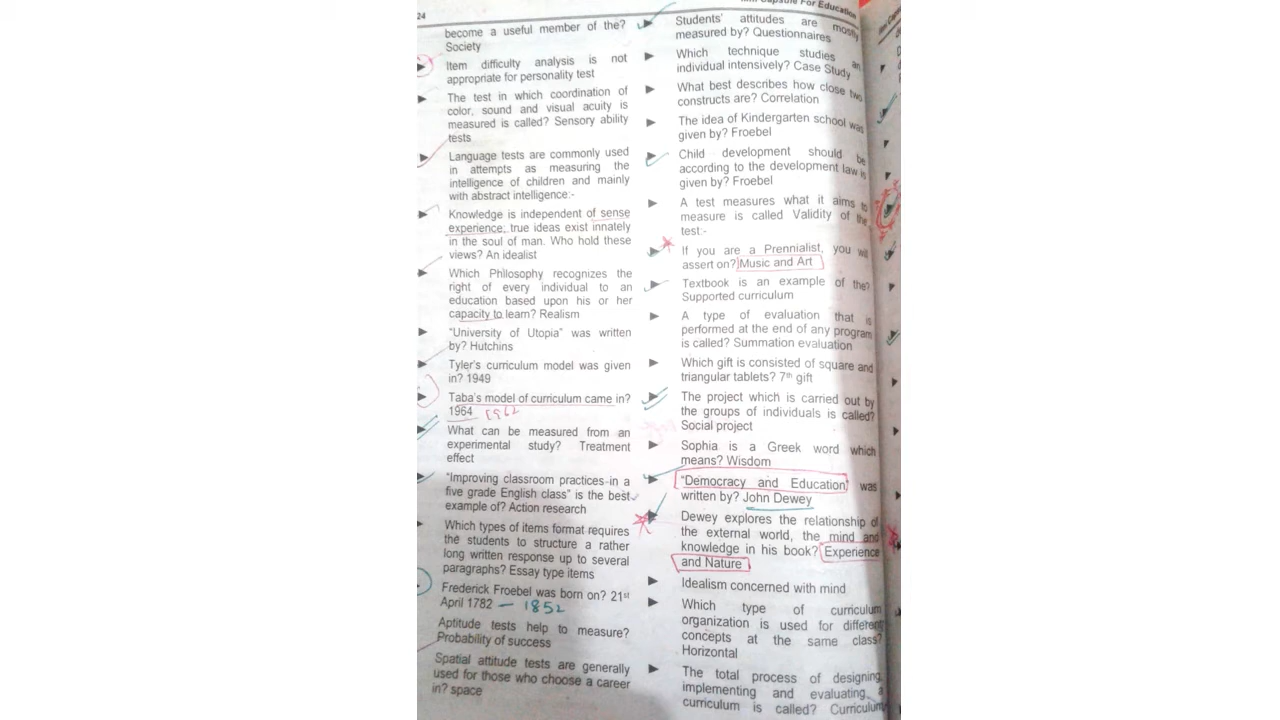 24
become a useful member of the?
Society
Item difficulty analysis is not
appropriate for personality test
The test in which coordination of
color, sound and visual acuity is
measured is called? Sensory ability
tests
Language tests are commonly used
in attempts as measuring the
intelligence of children and mainly
with abstract intelligence:-
Knowledge is independent of sense
experience; true ideas exist innately
in the soul of man. Who hold these
views? An idealist
Which Philosophy recognizes the
right of every individual to an
education based upon his or her
capacity to learn? Realism
"University of Utopia" was written
by? Hutchins
Tyler's curriculum model was given
in? 1949
Taba's model of curriculum came in?
1964 1962
What can be measured from an
experimental study? Treatment
effect
"Improving classroom practices in a
five grade English class" is the best
example of? Action research
Which types of items format requires
the students to structure a rather
long written response up to several
paragraphs? Essay type items
Frederick Froebel was born on? 21st
April 1782 — 1852
Aptitude tests help to measure?
Probability of success
Spatial attitude tests are generally
used for those who choose a career
in? space
Capable For Education
Students' attitudes are mostly
measured by? Questionnaires
Which technique studies an
individual intensively? Case Study
What best describes how close two
constructs are? Correlation
The idea of Kindergarten school was
given by? Froebel
Child development should be
according to the development law is
given by? Froebel
A test measures what it aims to
measure is called Validity of the
test:-
If you are a Prennialist, you will
assert on? Music and Art
Textbook is an example of the?
Supported curriculum
A type of evaluation that is
performed at the end of any program
is called? Summation evaluation
Which gift is consisted of square and
triangular tablets? 7th gift
The project which is carried out by
the groups of individuals is called?
Social project
Sophia is a Greek word which
means? Wisdom
"Democracy and Education" was
written by? John Dewey
Dewey explores the relationship of
the external world, the mind and
knowledge in his book? Experience
and Nature
Idealism concerned with mind
Which type of curriculum
organization is used for different
concepts at the same class?
Horizontal
The total process of designing,
implementing and evaluating a
curriculum is called? Curriculum